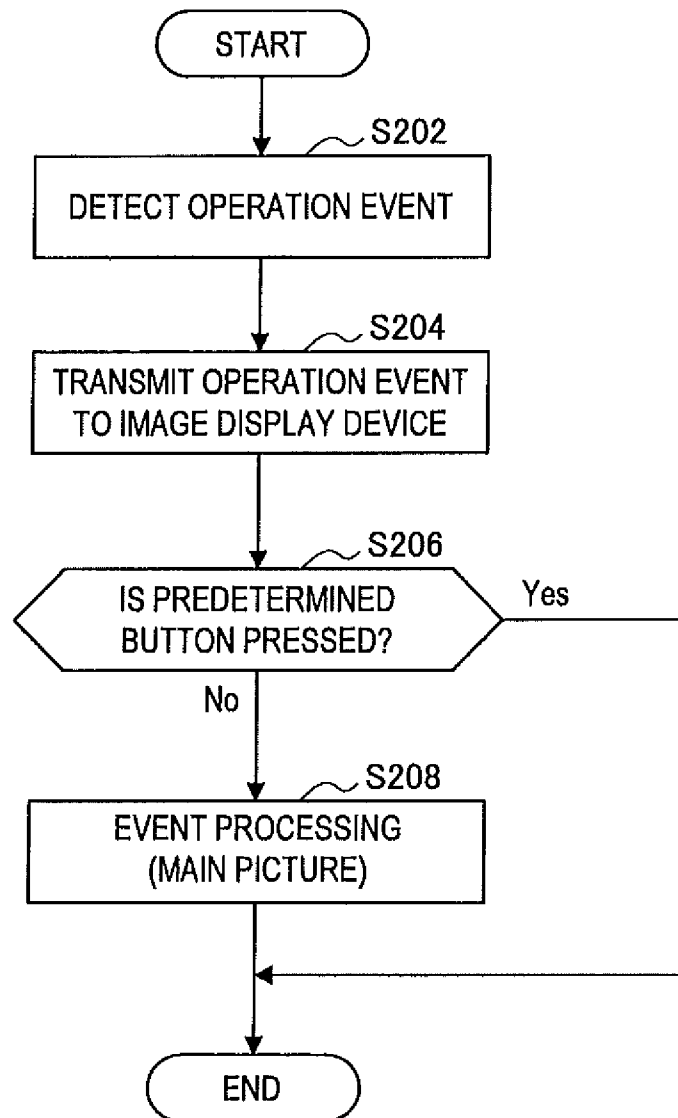 START
S202
DETECT OPERATION EVENT
S204
TRANSMIT OPERATION EVENT
TO IMAGE DISPLAY DEVICE
S206
IS PREDETERMINED
BUTTON PRESSED?
Yes
No
S208
EVENT PROCESSING
(MAIN PICTURE)
END